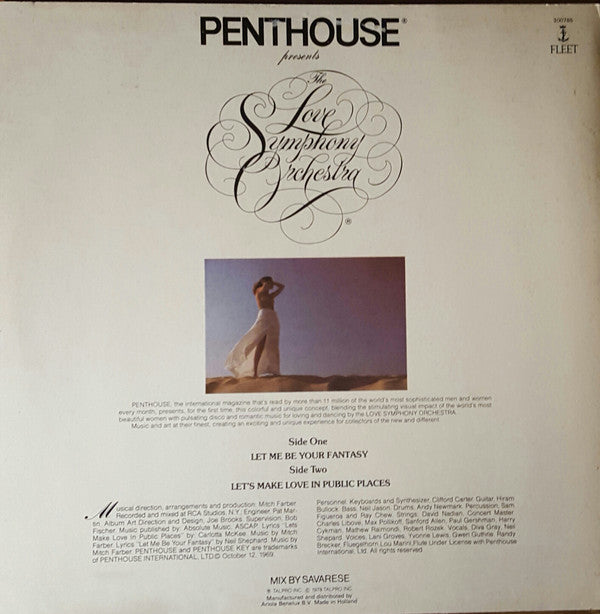 PENTHOUSE®
presents
100786
FLEET
The
Love
Symphony
Orchestra
®
PENTHOUSE, the international magazine that's read by more than 11 million of the world's most sophisticated men and women
every month, presents, for the first time, this colorful and unique concept, blending the stimulating visual impact of the world's most
beautiful women with pulsating disco and romantic music for loving and dancing by the LOVE SYMPHONY ORCHESTRA.
Music and art at their finest, creating an exciting and unique experience for collectors of the new and different.
Side One
LET ME BE YOUR FANTASY
Side Two
LET'S MAKE LOVE IN PUBLIC PLACES
Musical direction, arrangements and production: Mitch Farber.
Recorded and mixed at RCA Studios, N.Y.; Engineer, Pat Mar-
tin, Album Art Direction and Design, Joe Brooks. Supervision, Bob
Fischer. Music published by: Absolute Music, ASCAP. Lyrics "Lets
Make Love In Public Places" by: Carlotta McKee. Music by Mitch
Farber. Lyrics, "Let Me Be Your Fantasy" by: Neil Shephard. Music by
Mitch Farber. PENTHOUSE and PENTHOUSE KEY are trademarks
of PENTHOUSE INTERNATIONAL, LTD.© October 12, 1969.
Personnel: Keyboards and Synthesizer, Clifford Carter. Guitar, Hiram
Bullock. Bass, Neil Jason. Drums, Andy Newmark. Percussion, Sam
Figueroa and Ray Chew. Strings: David Nadian, Concert Master
Charles Libove, Max Pollikoff, Sanford Allen, Paul Gershman, Harry
Cykman, Mathew Raimondi, Robert Rozek. Vocals, Diva Gray, Neil
Shepard. Voices, Lani Groves, Yvonne Lewis, Gwen Guthrie. Randy
Brecker, Fluegelhorn. Lou Marini, Flute Under License with Penthouse
International, Ltd. All rights reserved.
MIX BY SAVARESE
℗ TALPRO INC. © 1978 TALPRO INC.
Manufactured and distributed by
Ariola Benelux B.V. Made in Holland